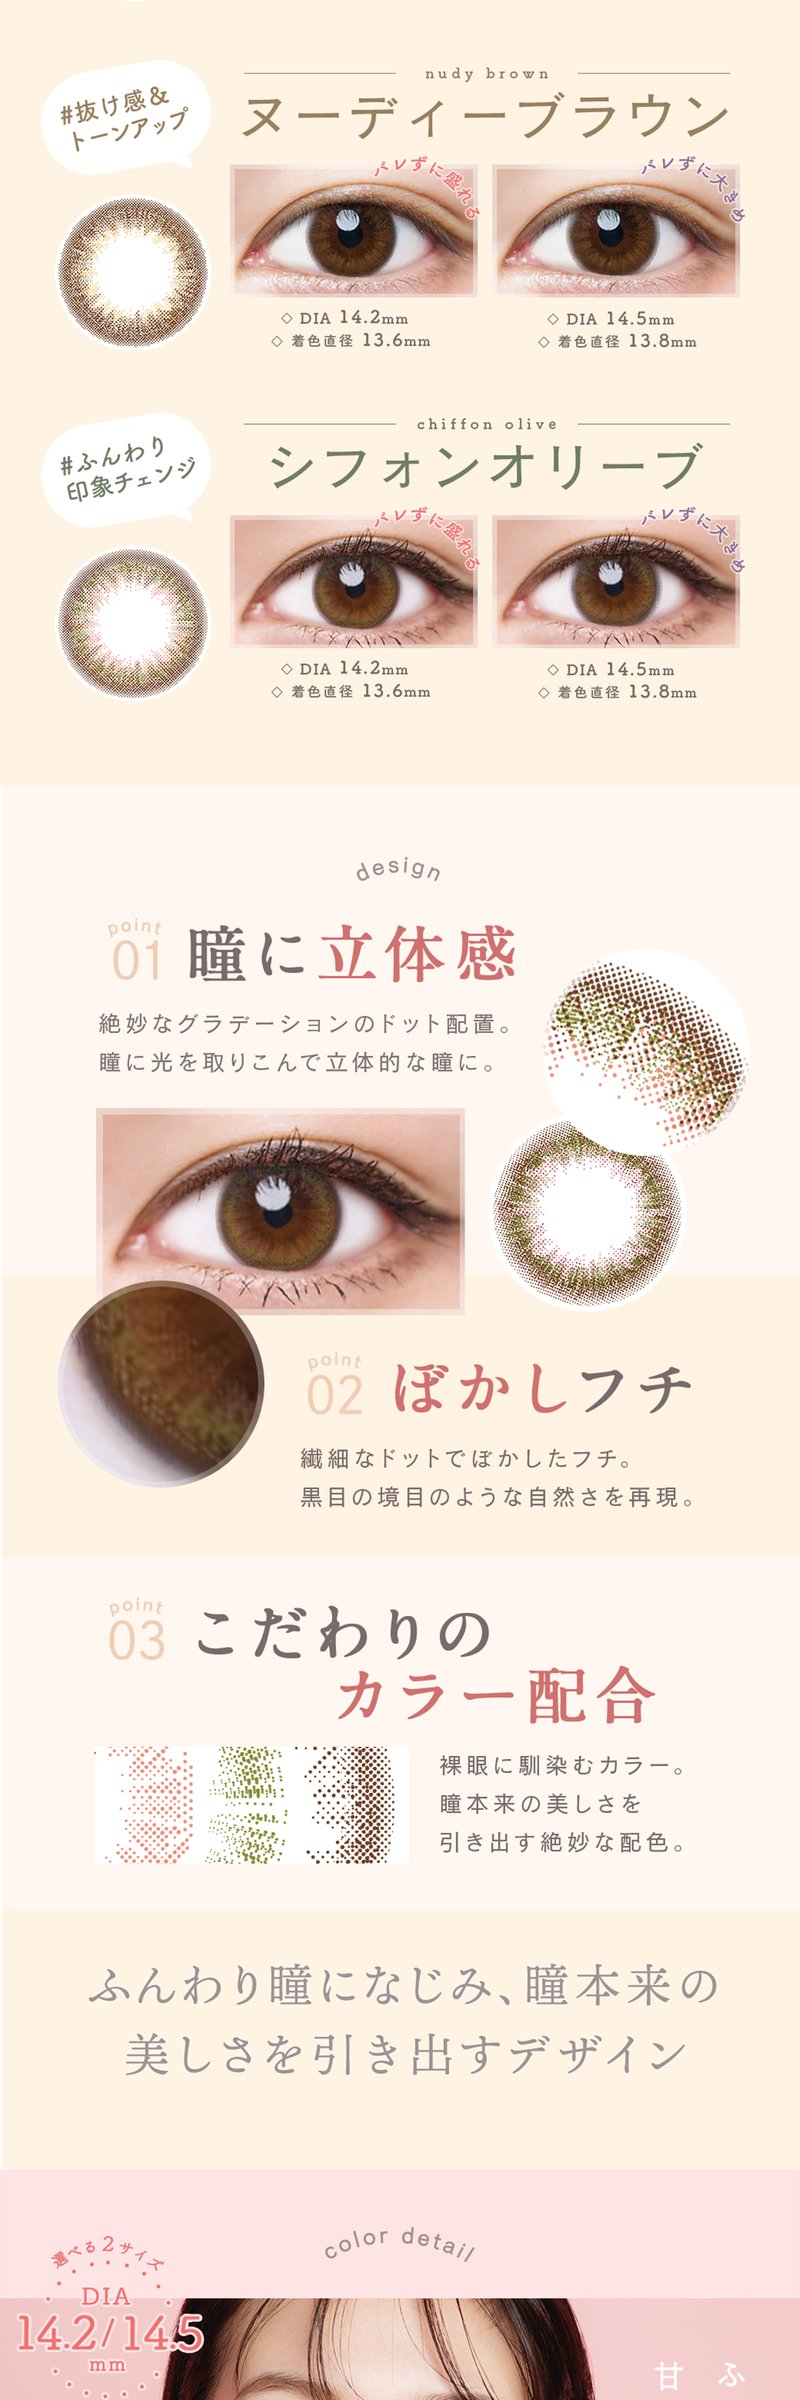 nudy brown
#抜け感&
トーンアップ
ヌーディーブラウン
バレずに盛れる
バレずに大きめ
◇ DIA 14.2mm
◇ 着色直径 13.6mm
◇ DIA 14.5mm
◇ 着色直径 13.8mm
chiffon olive
#ふんわり
印象チェンジ
シフォンオリーブ
バレずに盛れる
バレずに大きめ
◇ DIA 14.2mm
◇ 着色直径 13.6mm
◇ DIA 14.5mm
◇ 着色直径 13.8mm
design
point
01 瞳に立体感
絶妙なグラデーションのドット配置。
瞳に光を取りこんで立体的な瞳に。
point
02 ぼかしフチ
繊細なドットでぼかしたフチ。
黒目の境目のような自然さを再現。
point
03 こだわりの
カラー配合
裸眼に馴染むカラー。
瞳本来の美しさを
引き出す絶妙な配色。
ふんわり瞳になじみ、瞳本来の
美しさを引き出すデザイン
color detail
選べる2サイズ
DIA
14.2/14.5
mm
ふ
甘